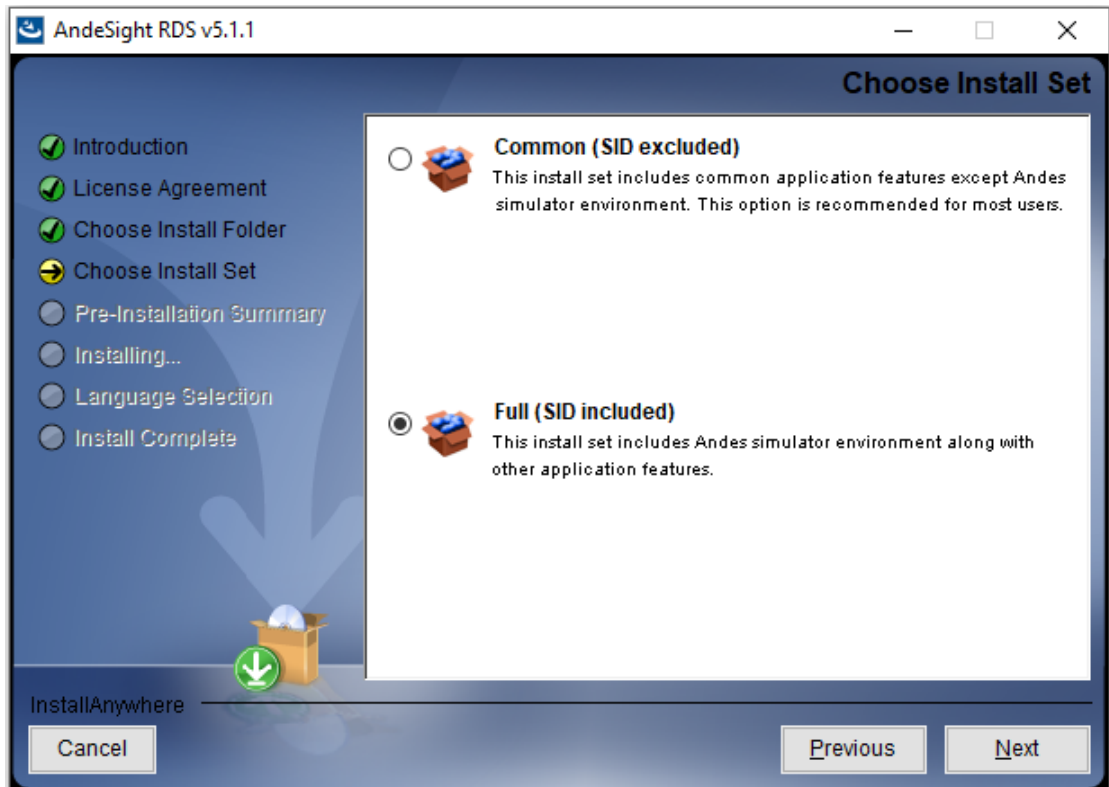 AndeSight RDS v5.1.1
Choose Install Set
Introduction
License Agreement
Choose Install Folder
Choose Install Set
Pre-Installation Summary
Installing...
Language Selection
Install Complete
Common (SID excluded)
This install set includes common application features except Andes
simulator environment. This option is recommended for most users.
Full (SID included)
This install set includes Andes simulator environment along with
other application features.
InstallAnywhere
Cancel
Previous
Next